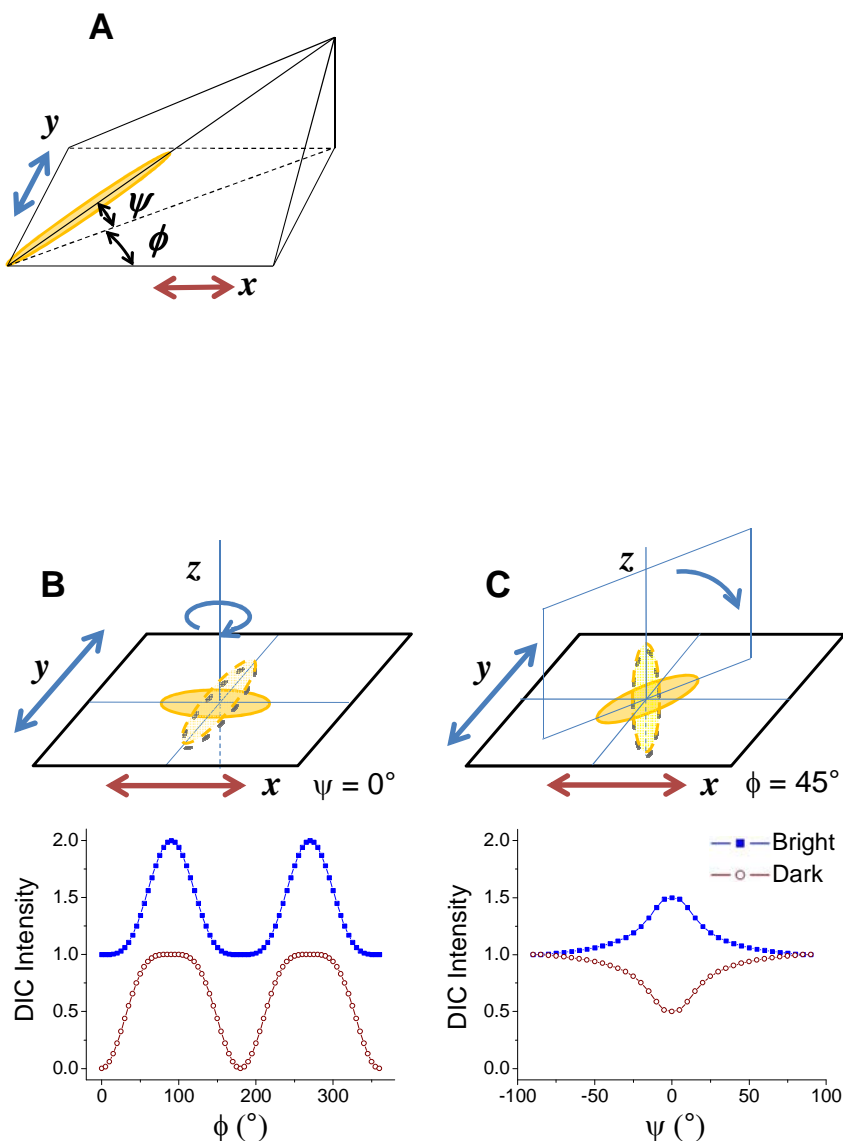 A
y
ψ
ϕ
x
B
z
y
x
ψ = 0°
C
z
y
x
ϕ = 45°
2.0
1.5
1.0
0.5
0.0
DIC Intensity
0
100
200
300
ϕ (°)
Bright
Dark
2.0
1.5
1.0
0.5
0.0
DIC Intensity
-100
-50
0
50
100
ψ (°)